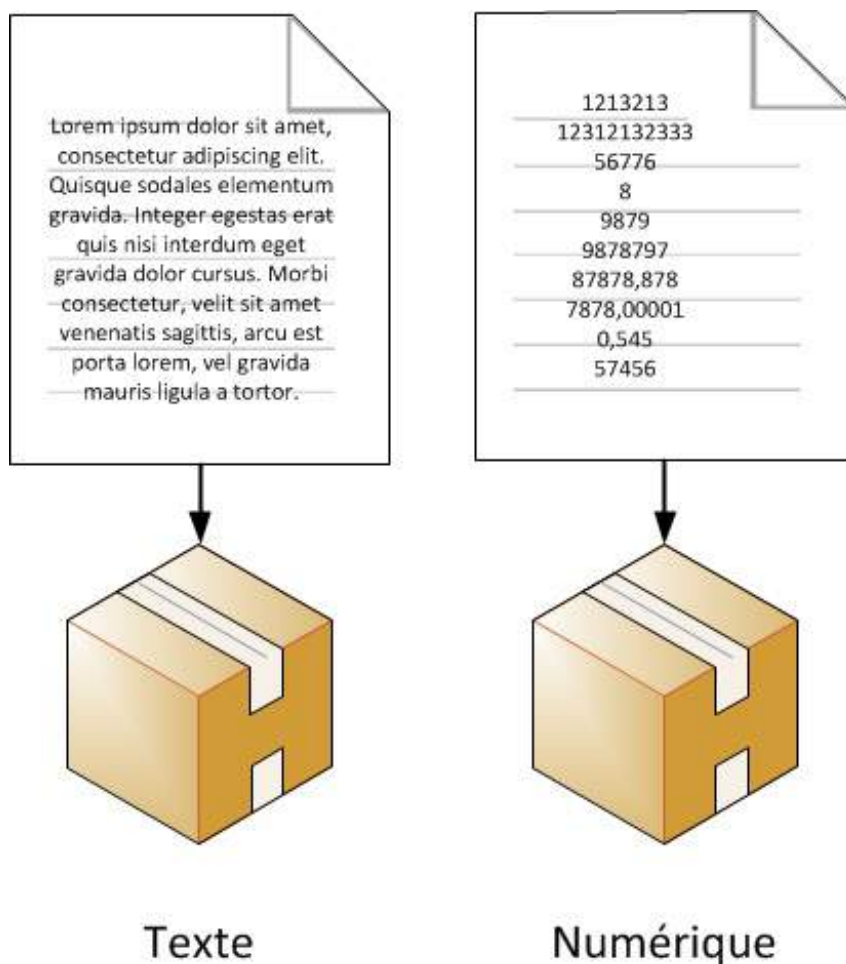 Lorem ipsum dolor sit amet,
consectetur adipiscing elit.
Quisque sodales elementum
gravida. Integer egestas erat
quis nisi interdum eget
gravida dolor cursus. Morbi
consectetur, velit sit amet
venenatis sagittis, arcu est
porta lorem, vel gravida
mauris ligula a tortor.
1213213
12312132333
56776
8
9879
9878797
87878,878
7878,00001
0,545
57456
Texte
Numérique